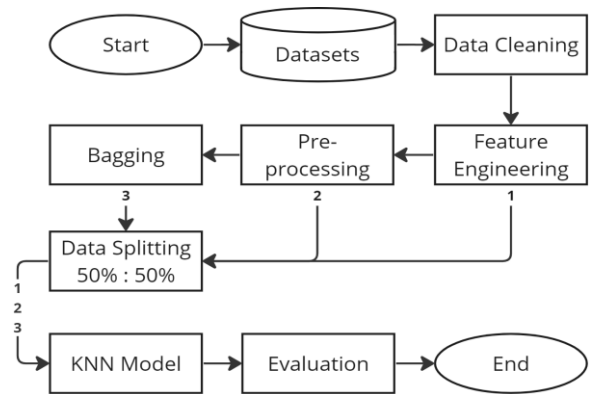 Start
Datasets
Data Cleaning
Bagging
Pre-
processing
Feature
Engineering
3
2
1
Data Splitting
50% : 50%
1
2
3
KNN Model
Evaluation
End